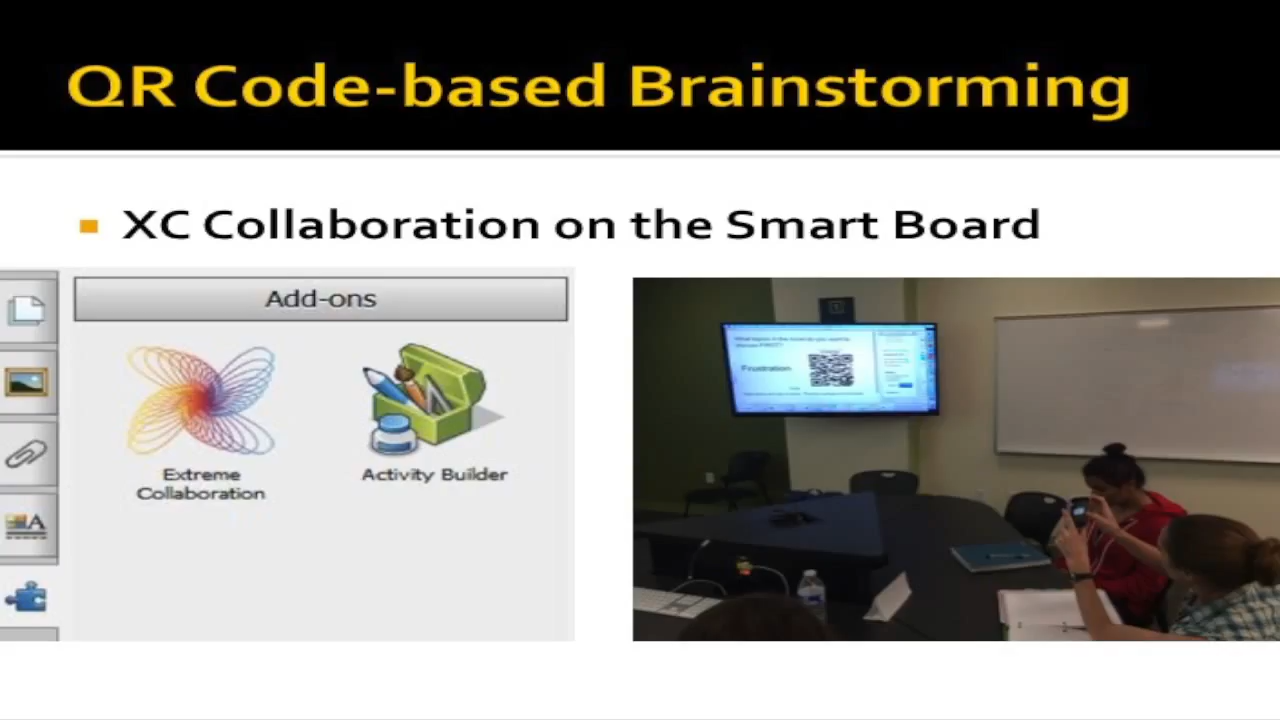 QR Code-based Brainstorming
XC Collaboration on the Smart Board
Add-ons
Extreme
Collaboration
Activity Builder
Frustration